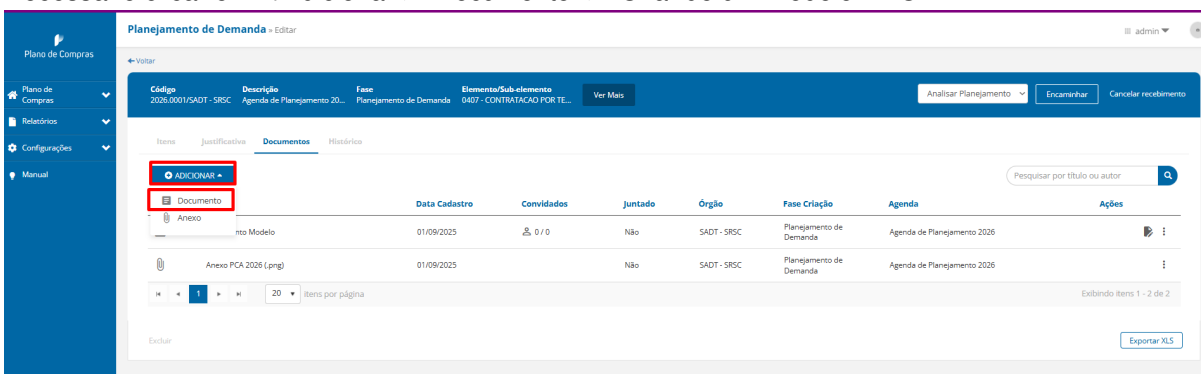 Planejamento de Demanda » Editar
admin
Plano de Compras
Voltar
Plano de Compras
Relatórios
Configurações
Manual
Código
2026.0001/SADT - SRSC
Descrição
Agenda de Planejamento 20...
Fase
Planejamento de Demanda
Elemento/Sub-elemento
0407 - CONTRATACAO POR TE...
Ver Mais
Analisar Planejamento
Encaminhar
Cancelar recebimento
Itens Justificativa Documentos Histórico
ADICIONAR
Pesquisar por título ou autor
Documento
Anexo
Data Cadastro Convidados Juntado Órgão Fase Criação Agenda Ações
nto Modelo 01/09/2025 0 / 0 Não SADT - SRSC Planejamento de Demanda Agenda de Planejamento 2026
Anexo PCA 2026 (.png) 01/09/2025 Não SADT - SRSC Planejamento de Demanda Agenda de Planejamento 2026
1 20 itens por página Exibindo itens 1 - 2 de 2
Excluir
Exportar XLS